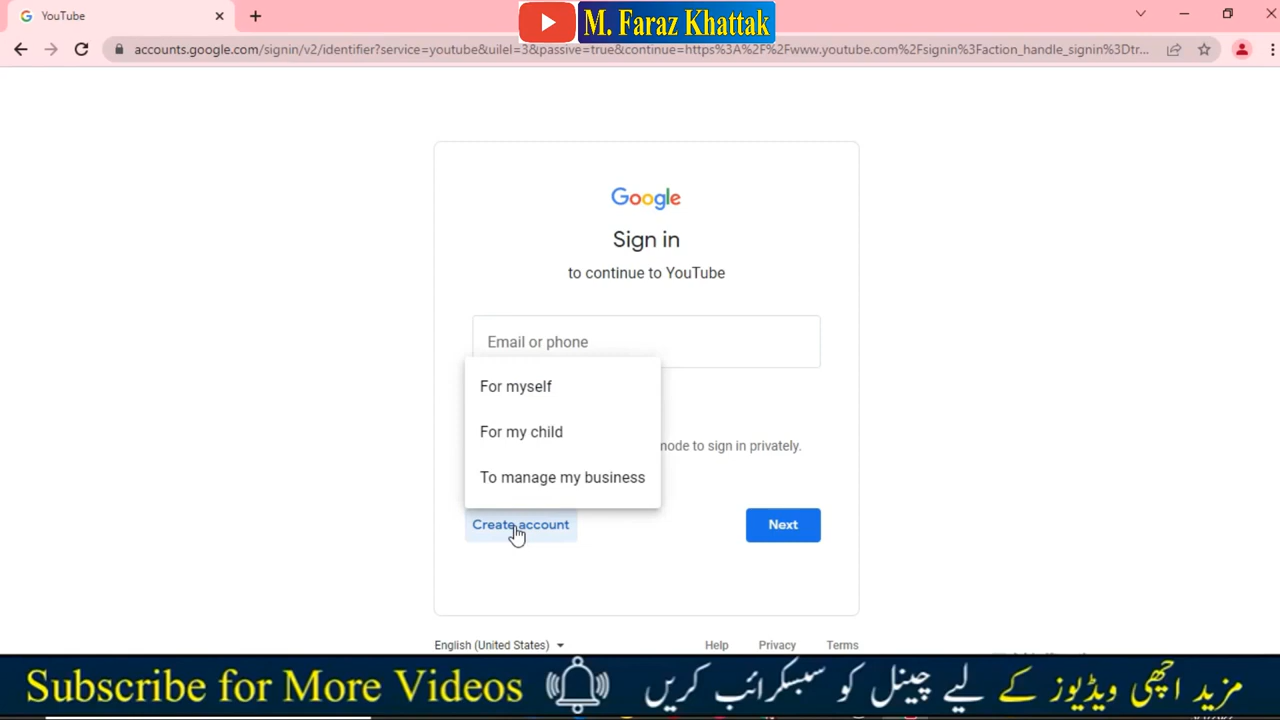 YouTube
M. Faraz Khattak
accounts.google.com/signin/v2/identifier?service=youtube&uilel=3&passive=true&continue=https%3A%2F%2Fwww.youtube.com%2Fsignin%3Faction_handle_signin%3Dtr...
Google
Sign in
to continue to YouTube
Email or phone
For myself
For my child
mode to sign in privately.
To manage my business
Create account
Next
English (United States)
Help Privacy Terms
Subscribe for More Videos مزید اچھی ویڈیوز کے لیے چینل کو سبسکرائب کریں